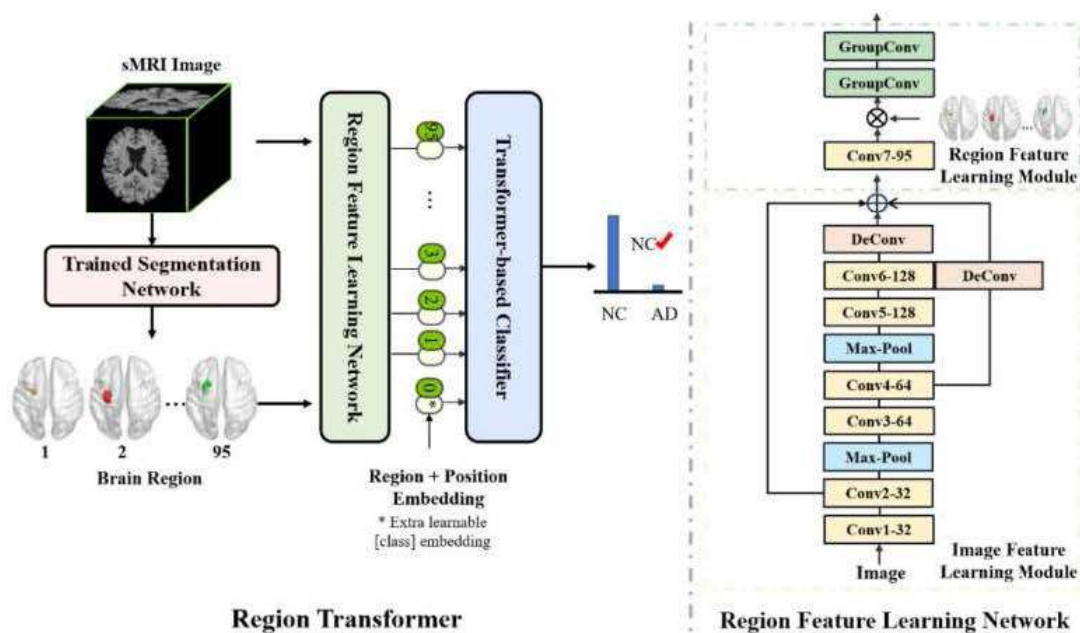 sMRI Image
Trained Segmentation
Network
1
2
...
95
Brain Region
Region Feature Learning Network
95
...
3
2
1
0
*
Region + Position
Embedding
* Extra learnable
[class] embedding
Transformer-based Classifier
NC✓
NC
AD
Region Transformer
GroupConv
GroupConv
...
Conv7-95
Region Feature
Learning Module
DeConv
Conv6-128
DeConv
Conv5-128
Max-Pool
Conv4-64
Conv3-64
Max-Pool
Conv2-32
Conv1-32
Image
Image Feature
Learning Module
Region Feature Learning Network